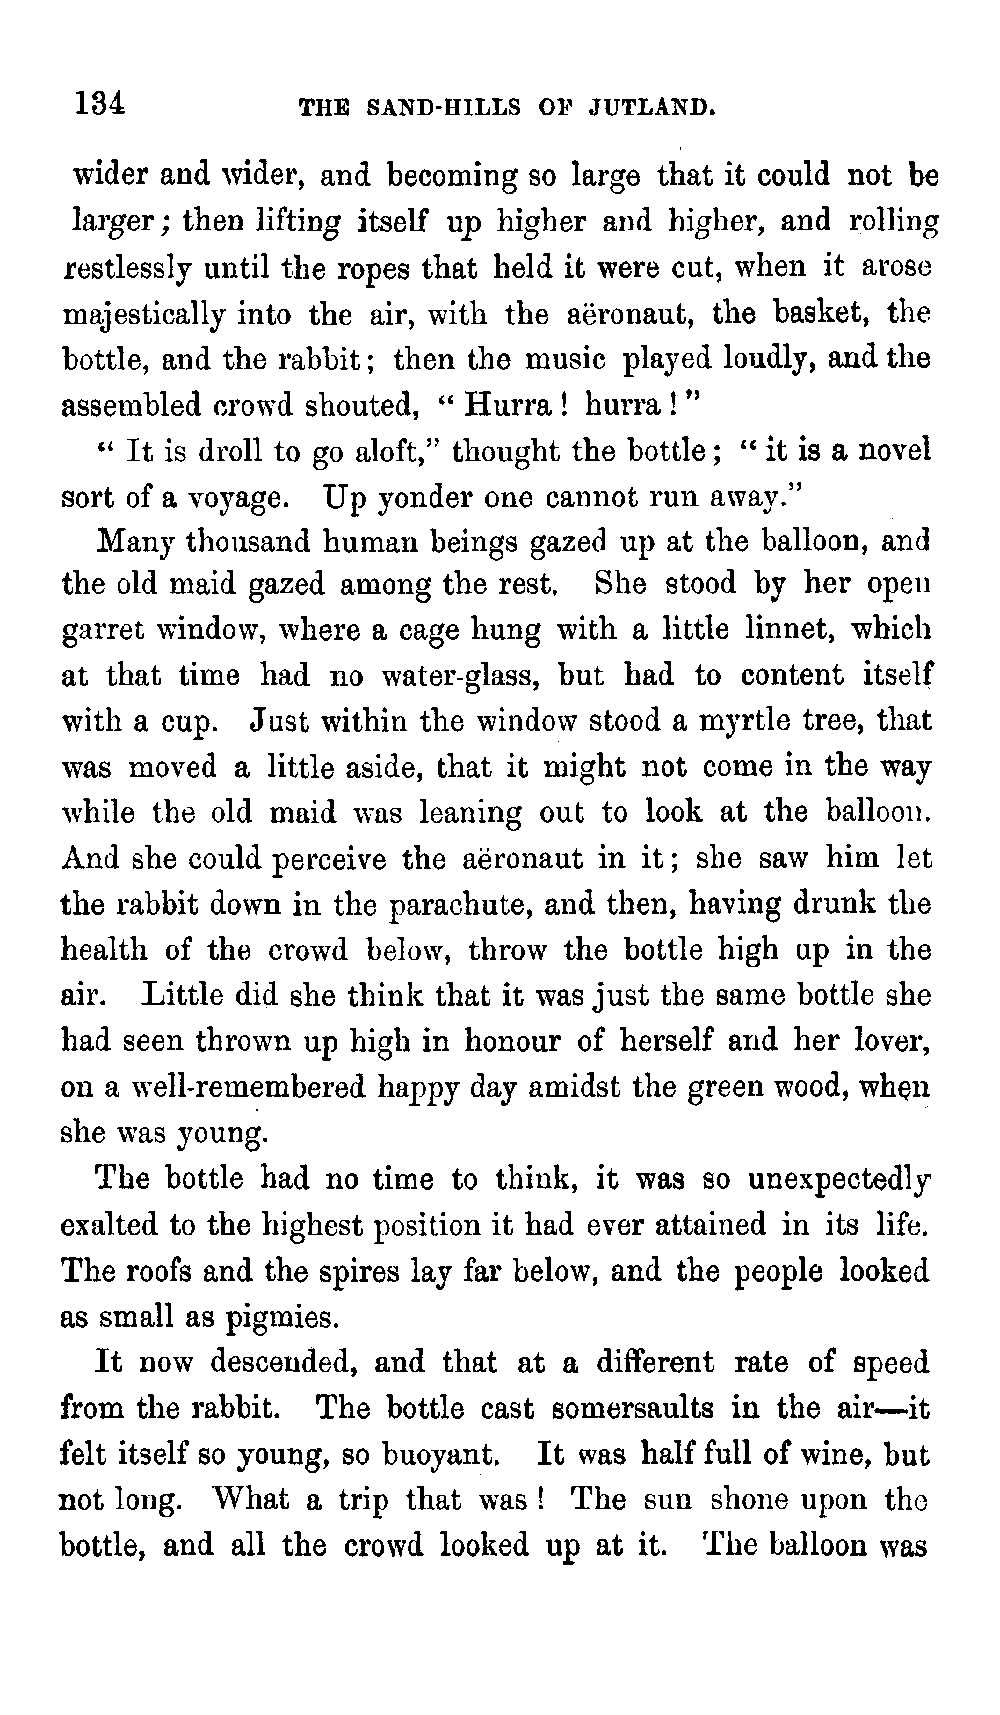 134 THE SAND-HILLS OF JUTLAND.
wider and wider, and becoming so large that it could not be
larger; then lifting itself up higher and higher, and rolling
restlessly until the ropes that held it were cut, when it arose
majestically into the air, with the aëronaut, the basket, the
bottle, and the rabbit; then the music played loudly, and the
assembled crowd shouted, “ Hurra! hurra!”
“ It is droll to go aloft,” thought the bottle; “ it is a novel
sort of a voyage. Up yonder one cannot run away.”
Many thousand human beings gazed up at the balloon, and
the old maid gazed among the rest. She stood by her open
garret window, where a cage hung with a little linnet, which
at that time had no water-glass, but had to content itself
with a cup. Just within the window stood a myrtle tree, that
was moved a little aside, that it might not come in the way
while the old maid was leaning out to look at the balloon.
And she could perceive the aëronaut in it; she saw him let
the rabbit down in the parachute, and then, having drunk the
health of the crowd below, throw the bottle high up in the
air. Little did she think that it was just the same bottle she
had seen thrown up high in honour of herself and her lover,
on a well-remembered happy day amidst the green wood, when
she was young.
The bottle had no time to think, it was so unexpectedly
exalted to the highest position it had ever attained in its life.
The roofs and the spires lay far below, and the people looked
as small as pigmies.
It now descended, and that at a different rate of speed
from the rabbit. The bottle cast somersaults in the air—it
felt itself so young, so buoyant. It was half full of wine, but
not long. What a trip that was! The sun shone upon the
bottle, and all the crowd looked up at it. The balloon was